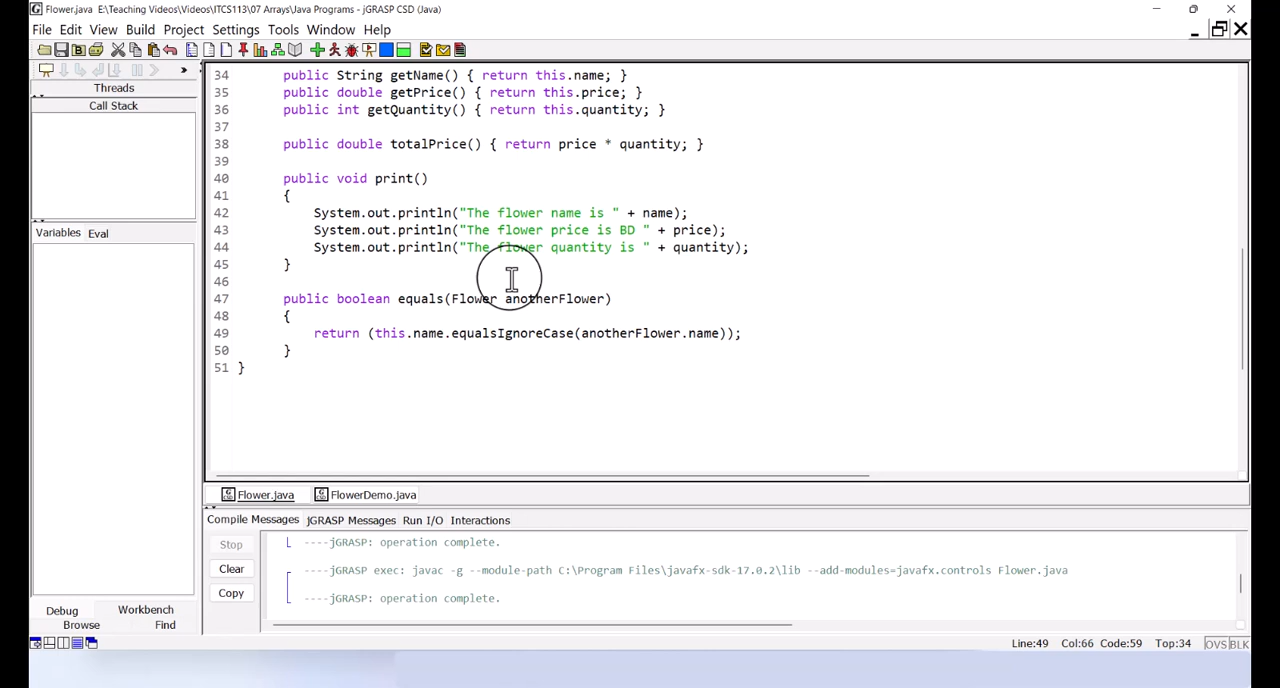 Flower.java E:\Teaching Videos\Videos\ITCS113\07 Arrays\Java Programs - jGRASP CSD (Java)
File Edit View Build Project Settings Tools Window Help
Threads
Call Stack
Variables Eval
Debug Workbench
Browse Find
34 public String getName() { return this.name; }
35 public double getPrice() { return this.price; }
36 public int getQuantity() { return this.quantity; }
37
38 public double totalPrice() { return price * quantity; }
39
40 public void print()
41 {
42 System.out.println("The flower name is " + name);
43 System.out.println("The flower price is BD " + price);
44 System.out.println("The flower quantity is " + quantity);
45 }
46
47 public boolean equals(Flower anotherFlower)
48 {
49 return (this.name.equalsIgnoreCase(anotherFlower.name));
50 }
51 }
Flower.java FlowerDemo.java
Compile Messages jGRASP Messages Run I/O Interactions
Stop
Clear
Copy
----jGRASP: operation complete.
----jGRASP exec: javac -g --module-path C:\Program Files\javafx-sdk-17.0.2\lib --add-modules=javafx.controls Flower.java
----jGRASP: operation complete.
Line:49 Col:66 Code:59 Top:34 OVS BLK